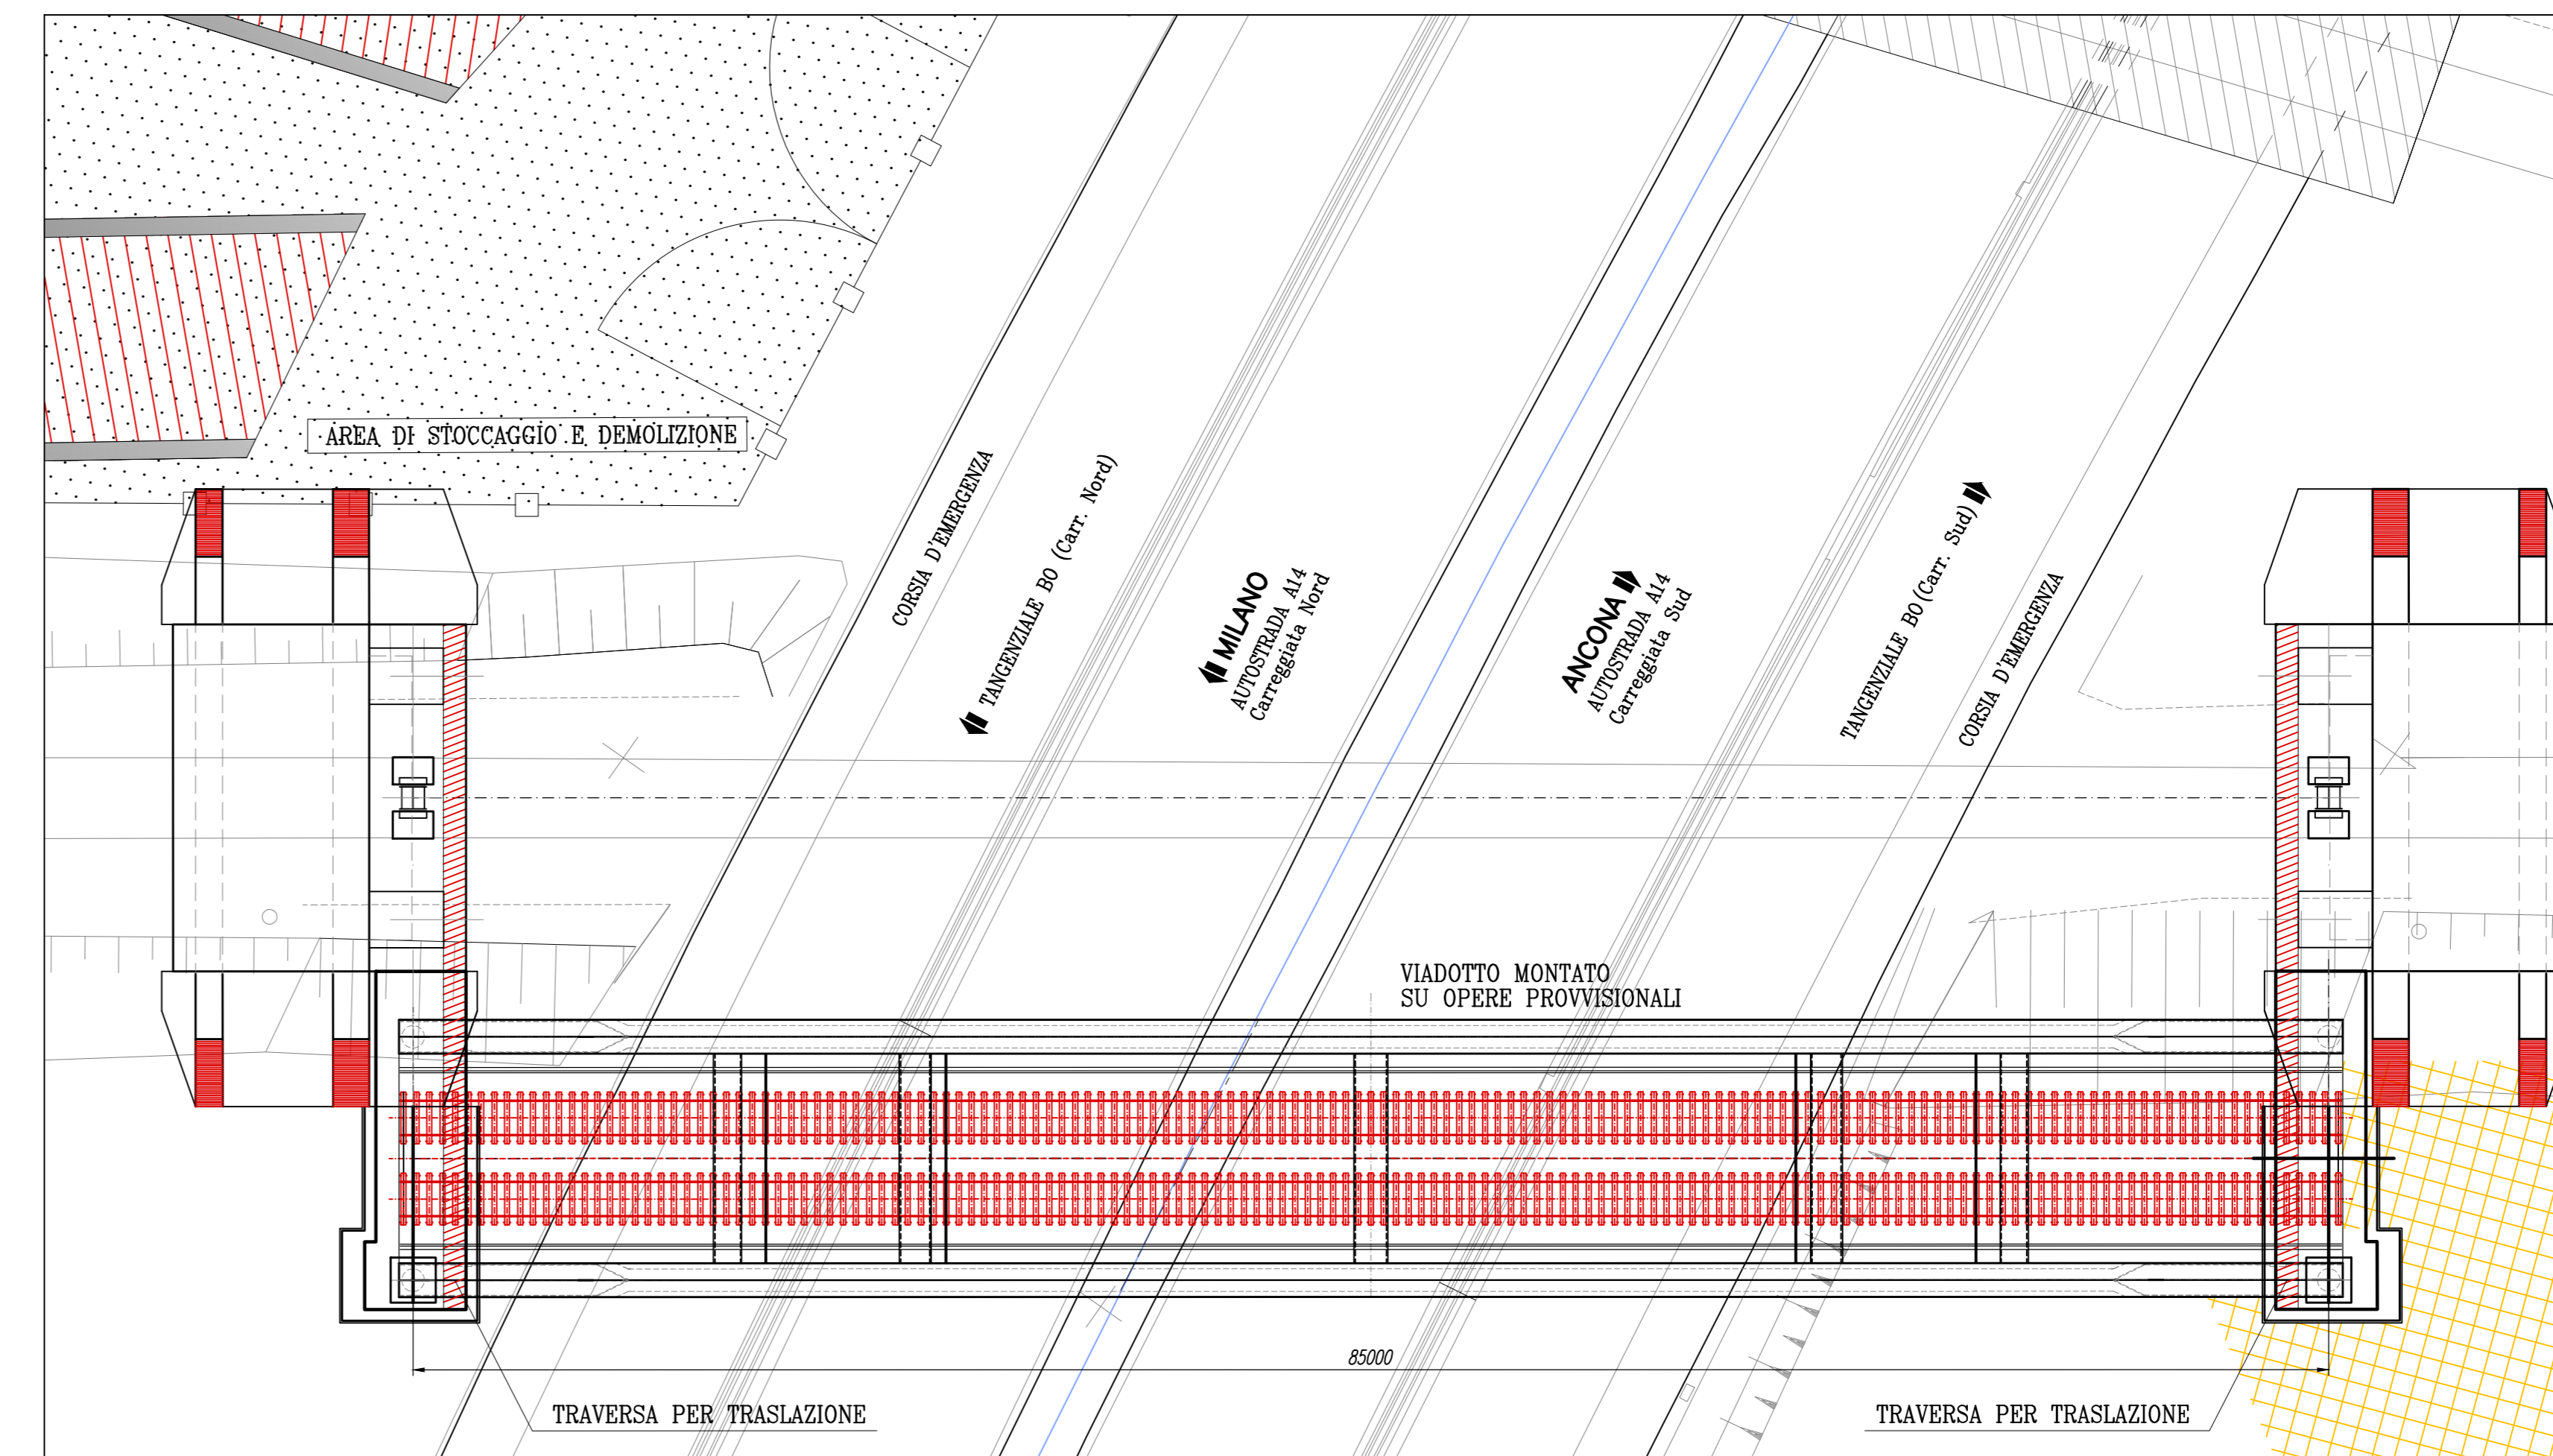 AREA DI STOCCAGGIO E DEMOLIZIONE
CORSIA D'EMERGENZA
TANGENZIALE BO (Carr. Nord)
MILANO
AUTOSTRADA A14
Carreggiata Nord
ANCONA
AUTOSTRADA A14
Carreggiata Sud
TANGENZIALE BO (Carr. Sud)
CORSIA D'EMERGENZA
VIADOTTO MONTATO
SU OPERE PROVVISIONALI
85000
TRAVERSA PER TRASLAZIONE
TRAVERSA PER TRASLAZIONE